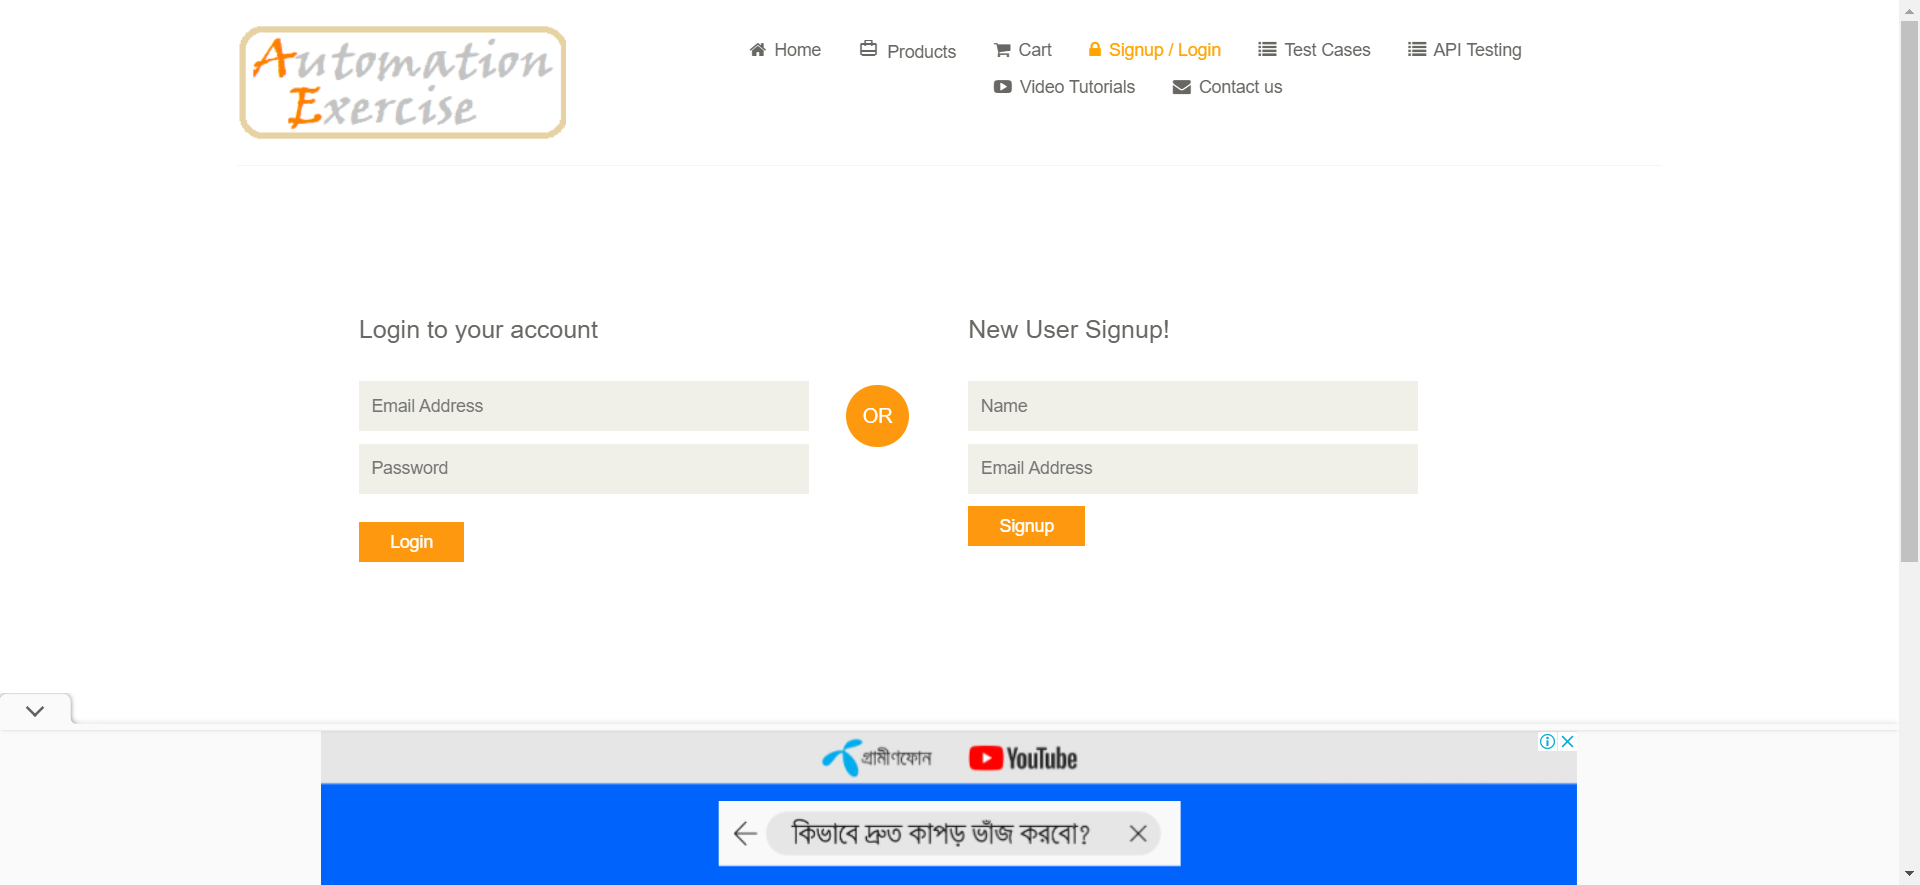 Automation
Exercise
Home
Products
Cart
Signup / Login
Test Cases
API Testing
Video Tutorials
Contact us
Login to your account
Email Address
Password
Login
OR
New User Signup!
Name
Email Address
Signup
গ্রামীণফোন
YouTube
কিভাবে দ্রুত কাপড় ভাঁজ করবো?